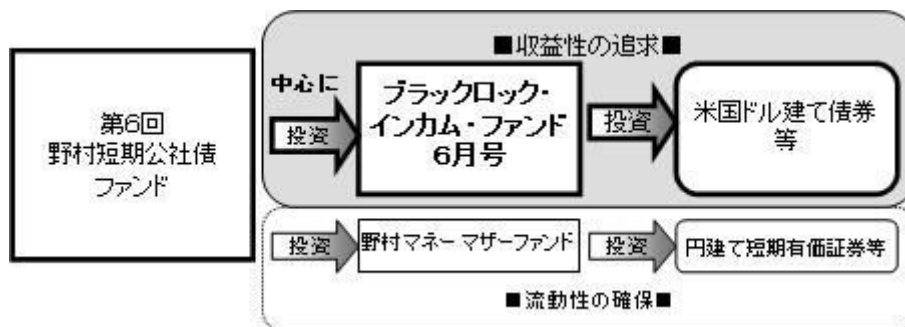 第6回
野村短期公社債
ファンド
■収益性の追求■
中心に
投資
ブラックロック・
インカム・ファンド
6月号
投資
米国ドル建て債券
等
投資
野村マネー マザーファンド
投資
円建て短期有価証券等
■流動性の確保■